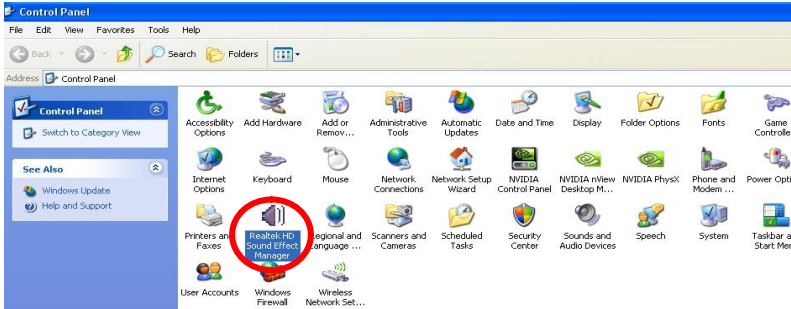 Control Panel
File Edit View Favorites Tools Help
Back Search Folders
Address Control Panel
Control Panel
Switch to Category View
See Also
Windows Update
Help and Support
Accessibility Options
Add Hardware
Add or Remov...
Administrative Tools
Automatic Updates
Date and Time
Display
Folder Options
Fonts
Game Controlle
Internet Options
Keyboard
Mouse
Network Connections
Network Setup Wizard
NVIDIA Control Panel
NVIDIA nView Desktop M...
NVIDIA PhysX
Phone and Modem ...
Power Opti
Printers and Faxes
Realtek HD Sound Effect Manager
Regional and Language ...
Scanners and Cameras
Scheduled Tasks
Security Center
Sounds and Audio Devices
Speech
System
Taskbar a Start Mer
User Accounts
Windows Firewall
Wireless Network Set...